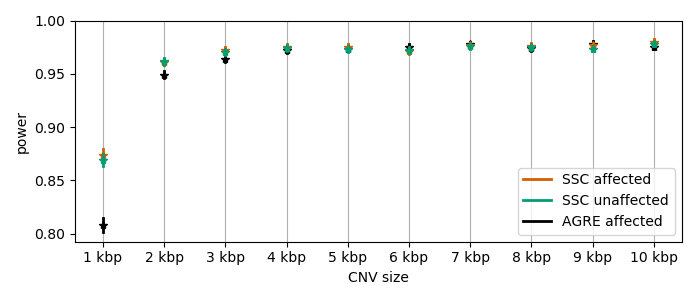 1.00
0.95
0.90
0.85
0.80
power
1 kbp 2 kbp 3 kbp 4 kbp 5 kbp 6 kbp 7 kbp 8 kbp 9 kbp 10 kbp
CNV size
SSC affected
SSC unaffected
AGRE affected